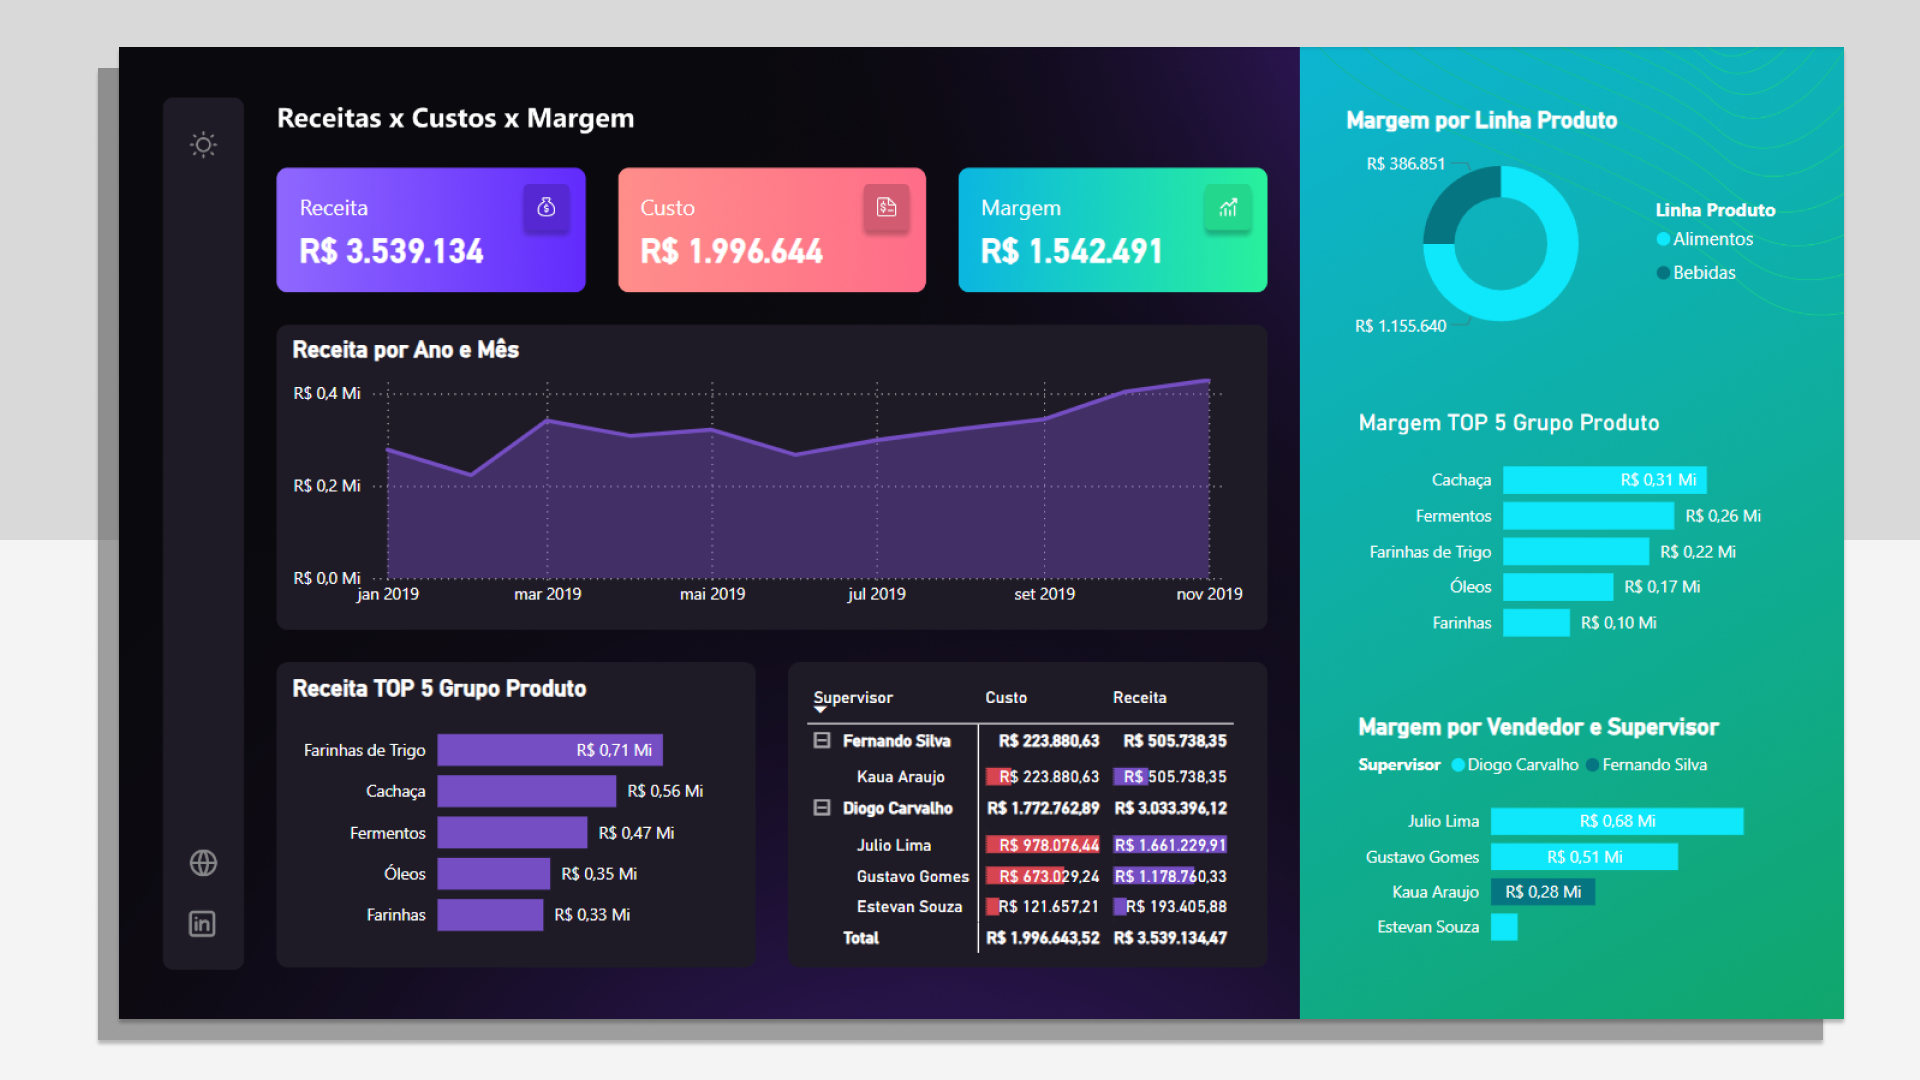 Receitas x Custos x Margem
Receita
R$ 3.539.134
Custo
R$ 1.996.644
Margem
R$ 1.542.491
Receita por Ano e Mês
R$ 0,4 Mi
R$ 0,2 Mi
R$ 0,0 Mi
jan 2019 mar 2019 mai 2019 jul 2019 set 2019 nov 2019
Receita TOP 5 Grupo Produto
Farinhas de Trigo R$ 0,71 Mi
Cachaça R$ 0,56 Mi
Fermentos R$ 0,47 Mi
Óleos R$ 0,35 Mi
Farinhas R$ 0,33 Mi
Supervisor Custo Receita
Fernando Silva R$ 223.880,63 R$ 505.738,35
Kaua Araujo R$ 223.880,63 R$ 505.738,35
Diogo Carvalho R$ 1.772.762,89 R$ 3.033.396,12
Julio Lima R$ 978.076,44 R$ 1.661.229,91
Gustavo Gomes R$ 673.029,24 R$ 1.178.760,33
Estevan Souza R$ 121.657,21 R$ 193.405,88
Total R$ 1.996.643,52 R$ 3.539.134,47
Margem por Linha Produto
R$ 386.851
R$ 1.155.640
Linha Produto
Alimentos
Bebidas
Margem TOP 5 Grupo Produto
Cachaça R$ 0,31 Mi
Fermentos R$ 0,26 Mi
Farinhas de Trigo R$ 0,22 Mi
Óleos R$ 0,17 Mi
Farinhas R$ 0,10 Mi
Margem por Vendedor e Supervisor
Supervisor Diogo Carvalho Fernando Silva
Julio Lima R$ 0,68 Mi
Gustavo Gomes R$ 0,51 Mi
Kaua Araujo R$ 0,28 Mi
Estevan Souza
in